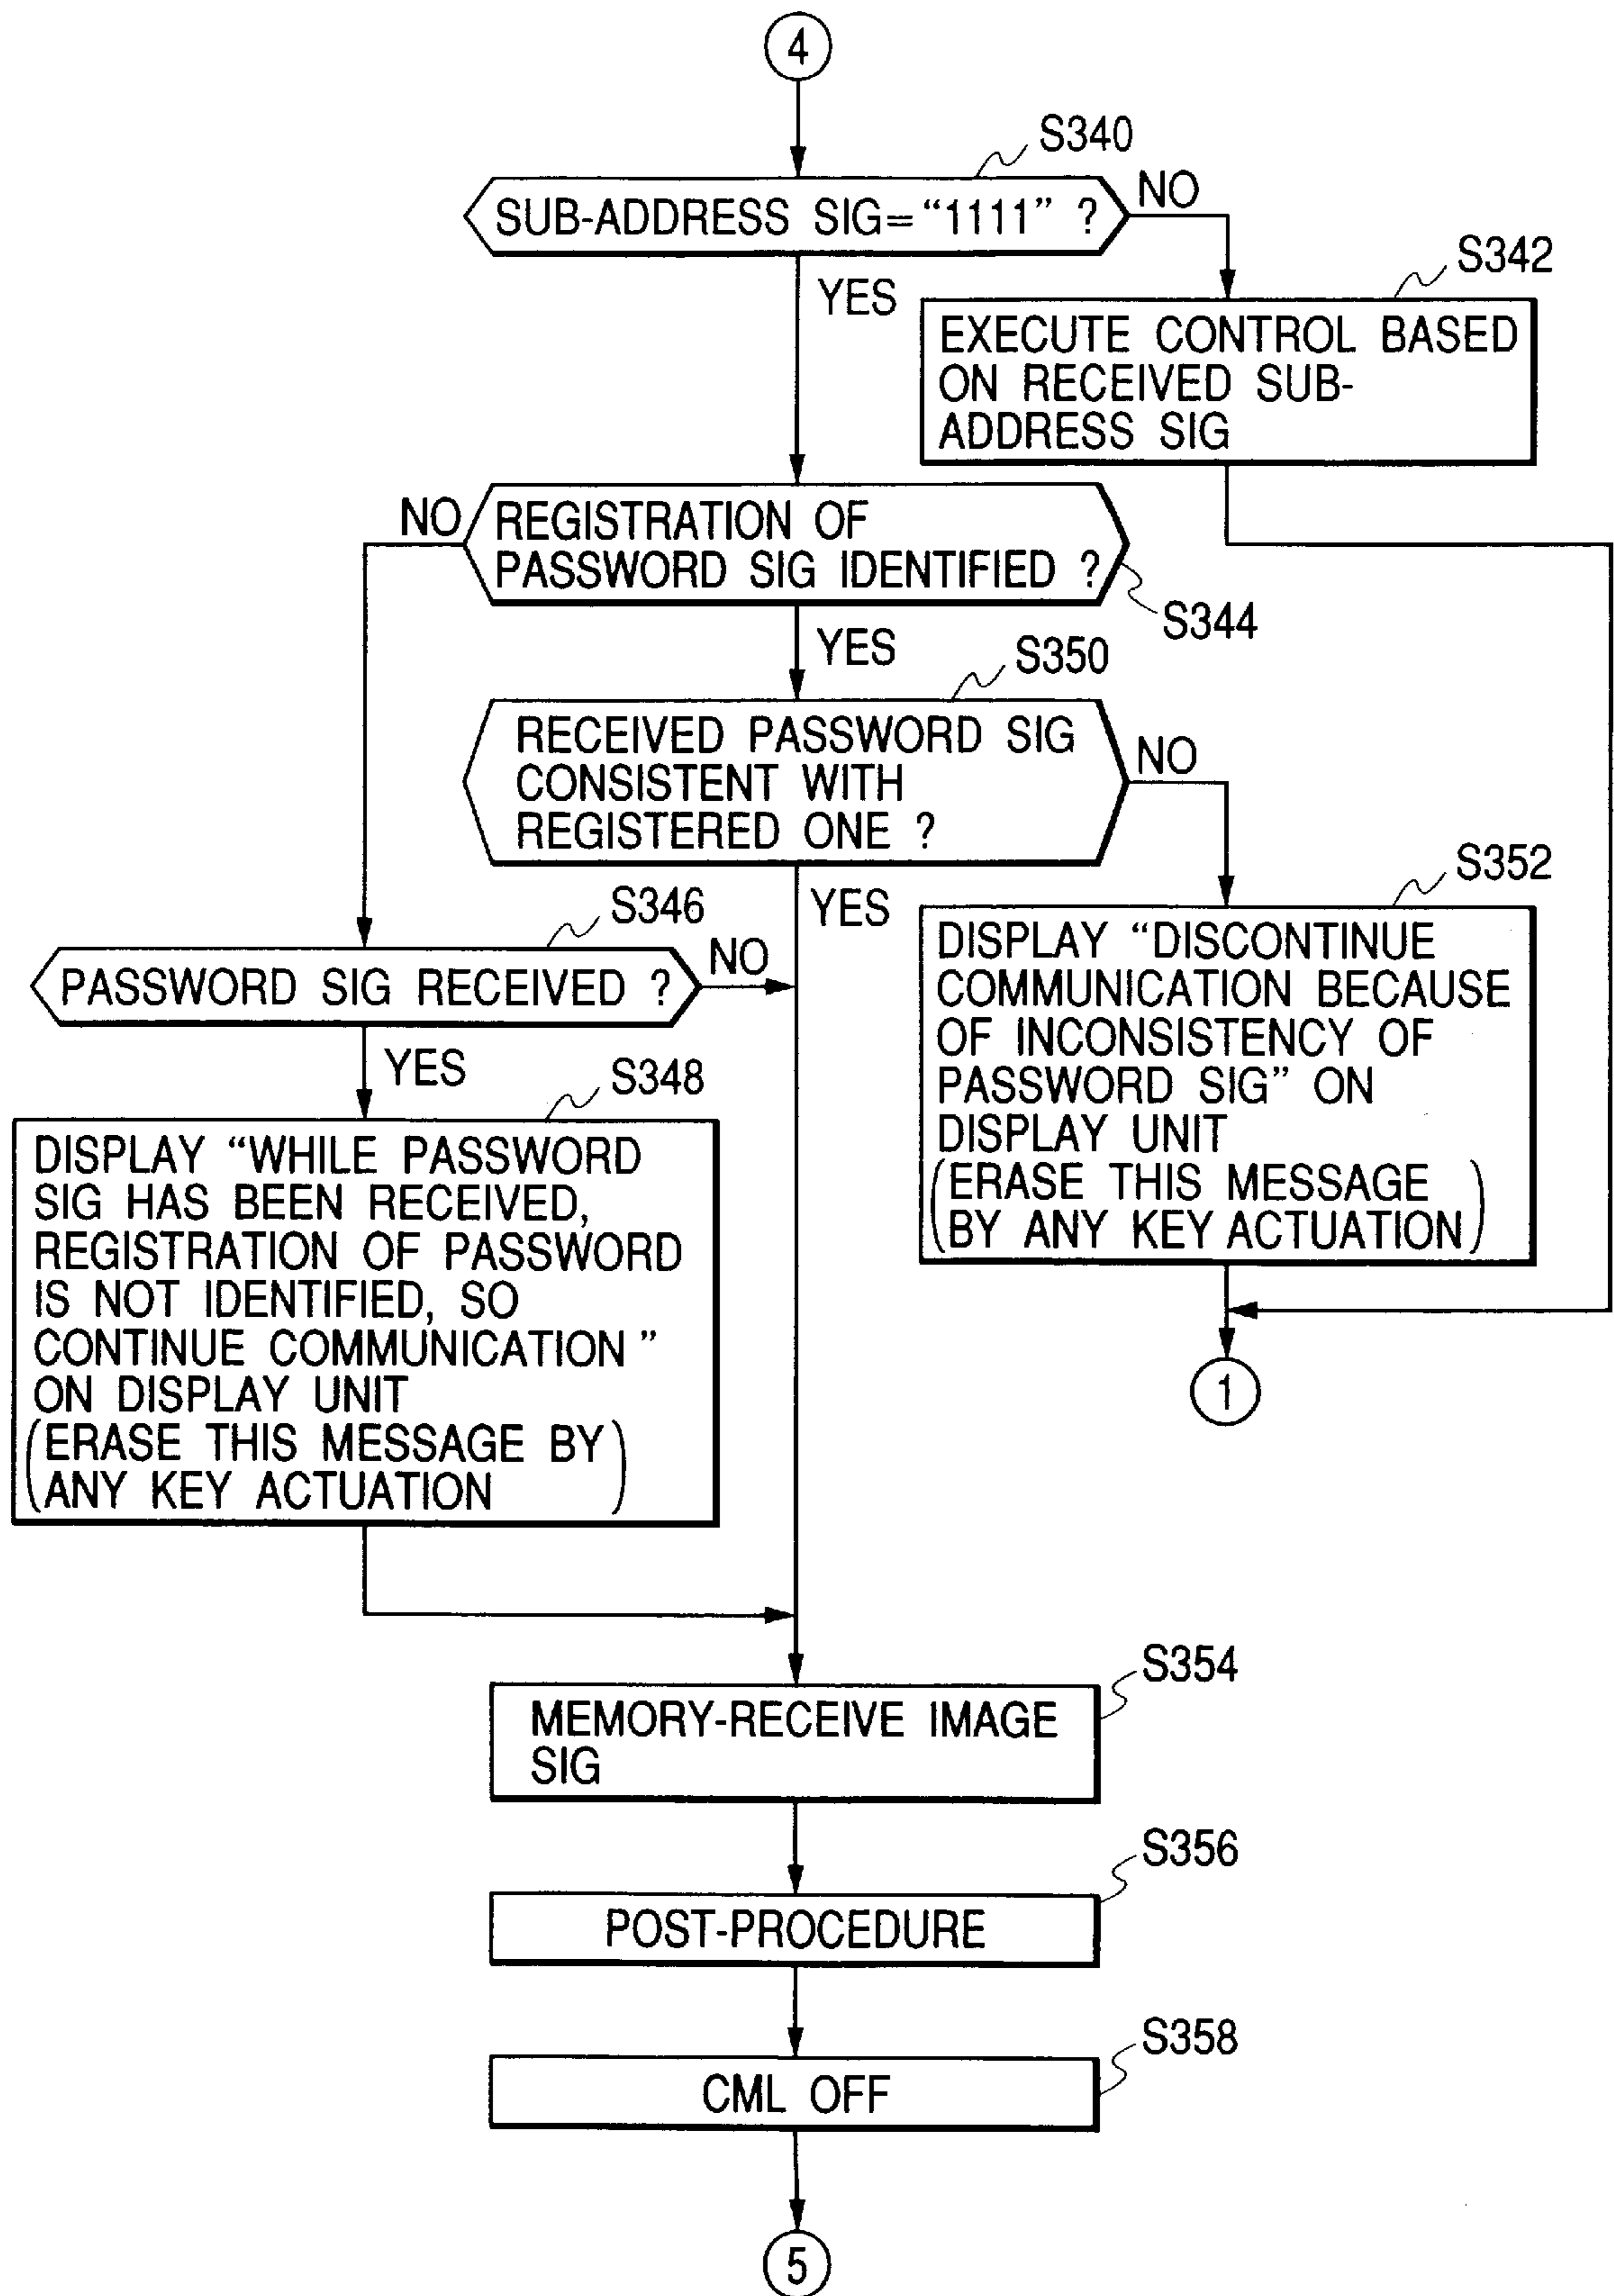 4
S340
SUB-ADDRESS SIG="1111" ?
NO
YES
S342
EXECUTE CONTROL BASED
ON RECEIVED SUB-
ADDRESS SIG
NO
REGISTRATION OF
PASSWORD SIG IDENTIFIED ?
S344
YES
S350
RECEIVED PASSWORD SIG
CONSISTENT WITH
REGISTERED ONE ?
NO
YES
S352
DISPLAY “DISCONTINUE
COMMUNICATION BECAUSE
OF INCONSISTENCY OF
PASSWORD SIG” ON
DISPLAY UNIT
(ERASE THIS MESSAGE
BY ANY KEY ACTUATION)
1
S346
PASSWORD SIG RECEIVED ?
NO
YES
S348
DISPLAY “WHILE PASSWORD
SIG HAS BEEN RECEIVED,
REGISTRATION OF PASSWORD
IS NOT IDENTIFIED, SO
CONTINUE COMMUNICATION ”
ON DISPLAY UNIT
(ERASE THIS MESSAGE BY
ANY KEY ACTUATION)
S354
MEMORY-RECEIVE IMAGE
SIG
S356
POST-PROCEDURE
S358
CML OFF
5